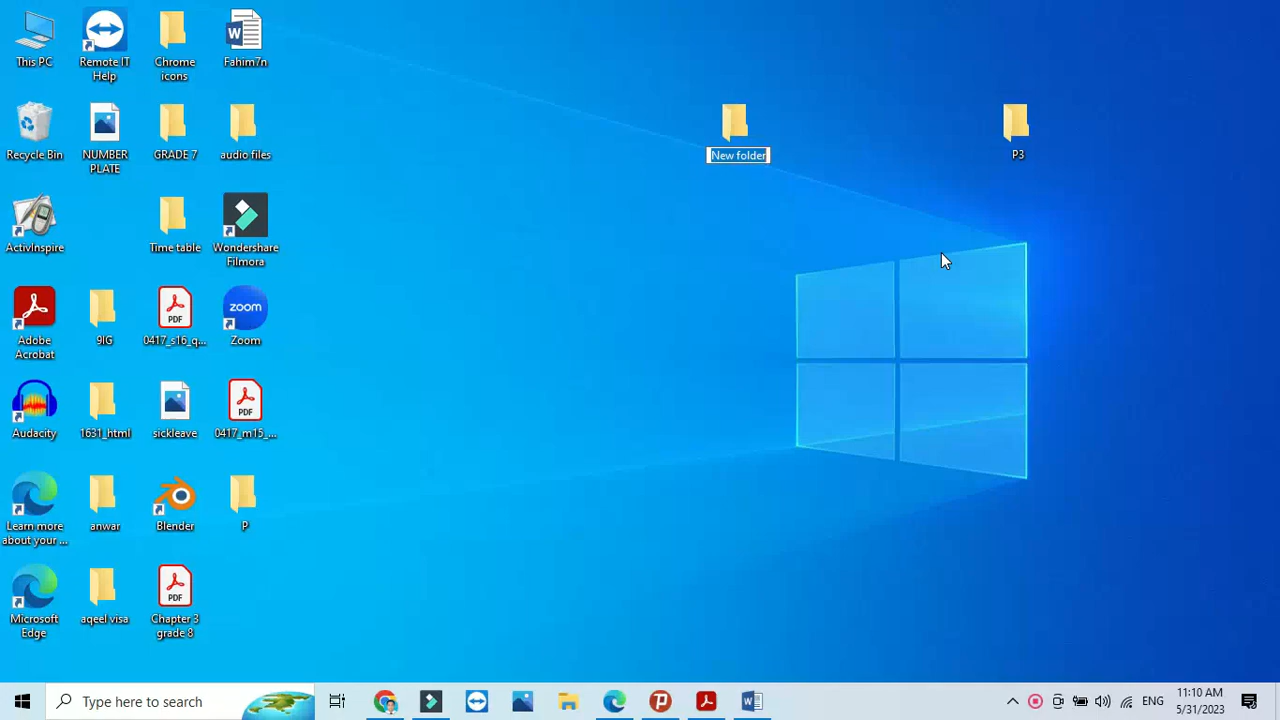 This PC
Remote IT
Help
Chrome
icons
Fahim7n
Recycle Bin
NUMBER
PLATE
GRADE 7
audio files
New folder
P3
ActivInspire
Time table
Wondershare
Filmora
Adobe
Acrobat
9IG
PDF
0417_s16_q...
zoom
Zoom
Audacity
1631_html
sickleave
PDF
0417_m15_...
Learn more
about your ...
anwar
Blender
P
Microsoft
Edge
aqeel visa
PDF
Chapter 3
grade 8
Type here to search
ENG
11:10 AM
5/31/2023